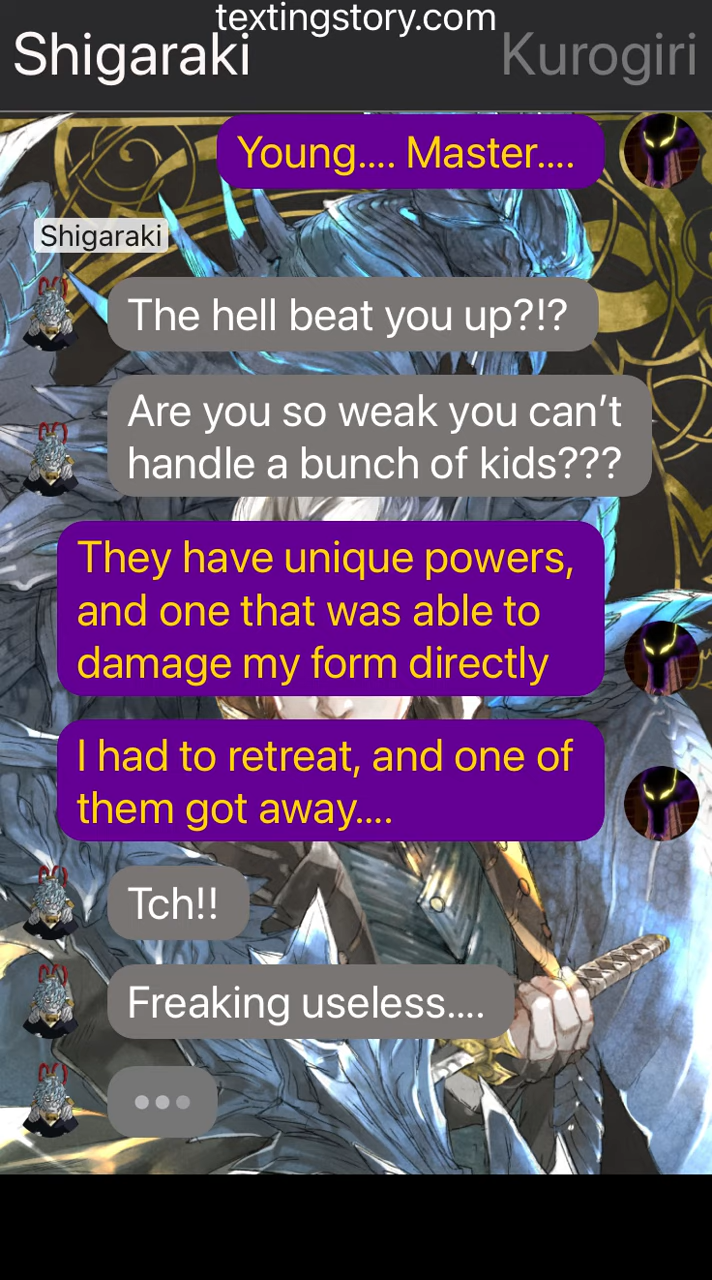 textingstory.com
Shigaraki
Kurogiri
Young.... Master....
Shigaraki
The hell beat you up?!?
Are you so weak you can’t
handle a bunch of kids???
They have unique powers,
and one that was able to
damage my form directly
I had to retreat, and one of
them got away....
Tch!!
Freaking useless....